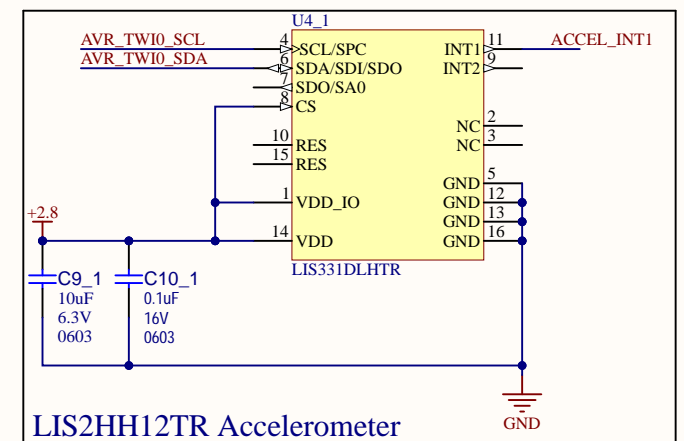 U4_1
AVR_TWI0_SCL 4 SCL/SPC INT1 11 ACCEL_INT1
AVR_TWI0_SDA 6 SDA/SDI/SDO INT2 9
7 SDO/SA0
8 CS
NC 2
10 RES NC 3
15 RES
GND 5
1 VDD_IO GND 12
+2.8 GND 13
14 VDD GND 16
LIS331DLHTR
C9_1 C10_1
10uF 0.1uF
6.3V 16V
0603 0603
GND
LIS2HH12TR Accelerometer